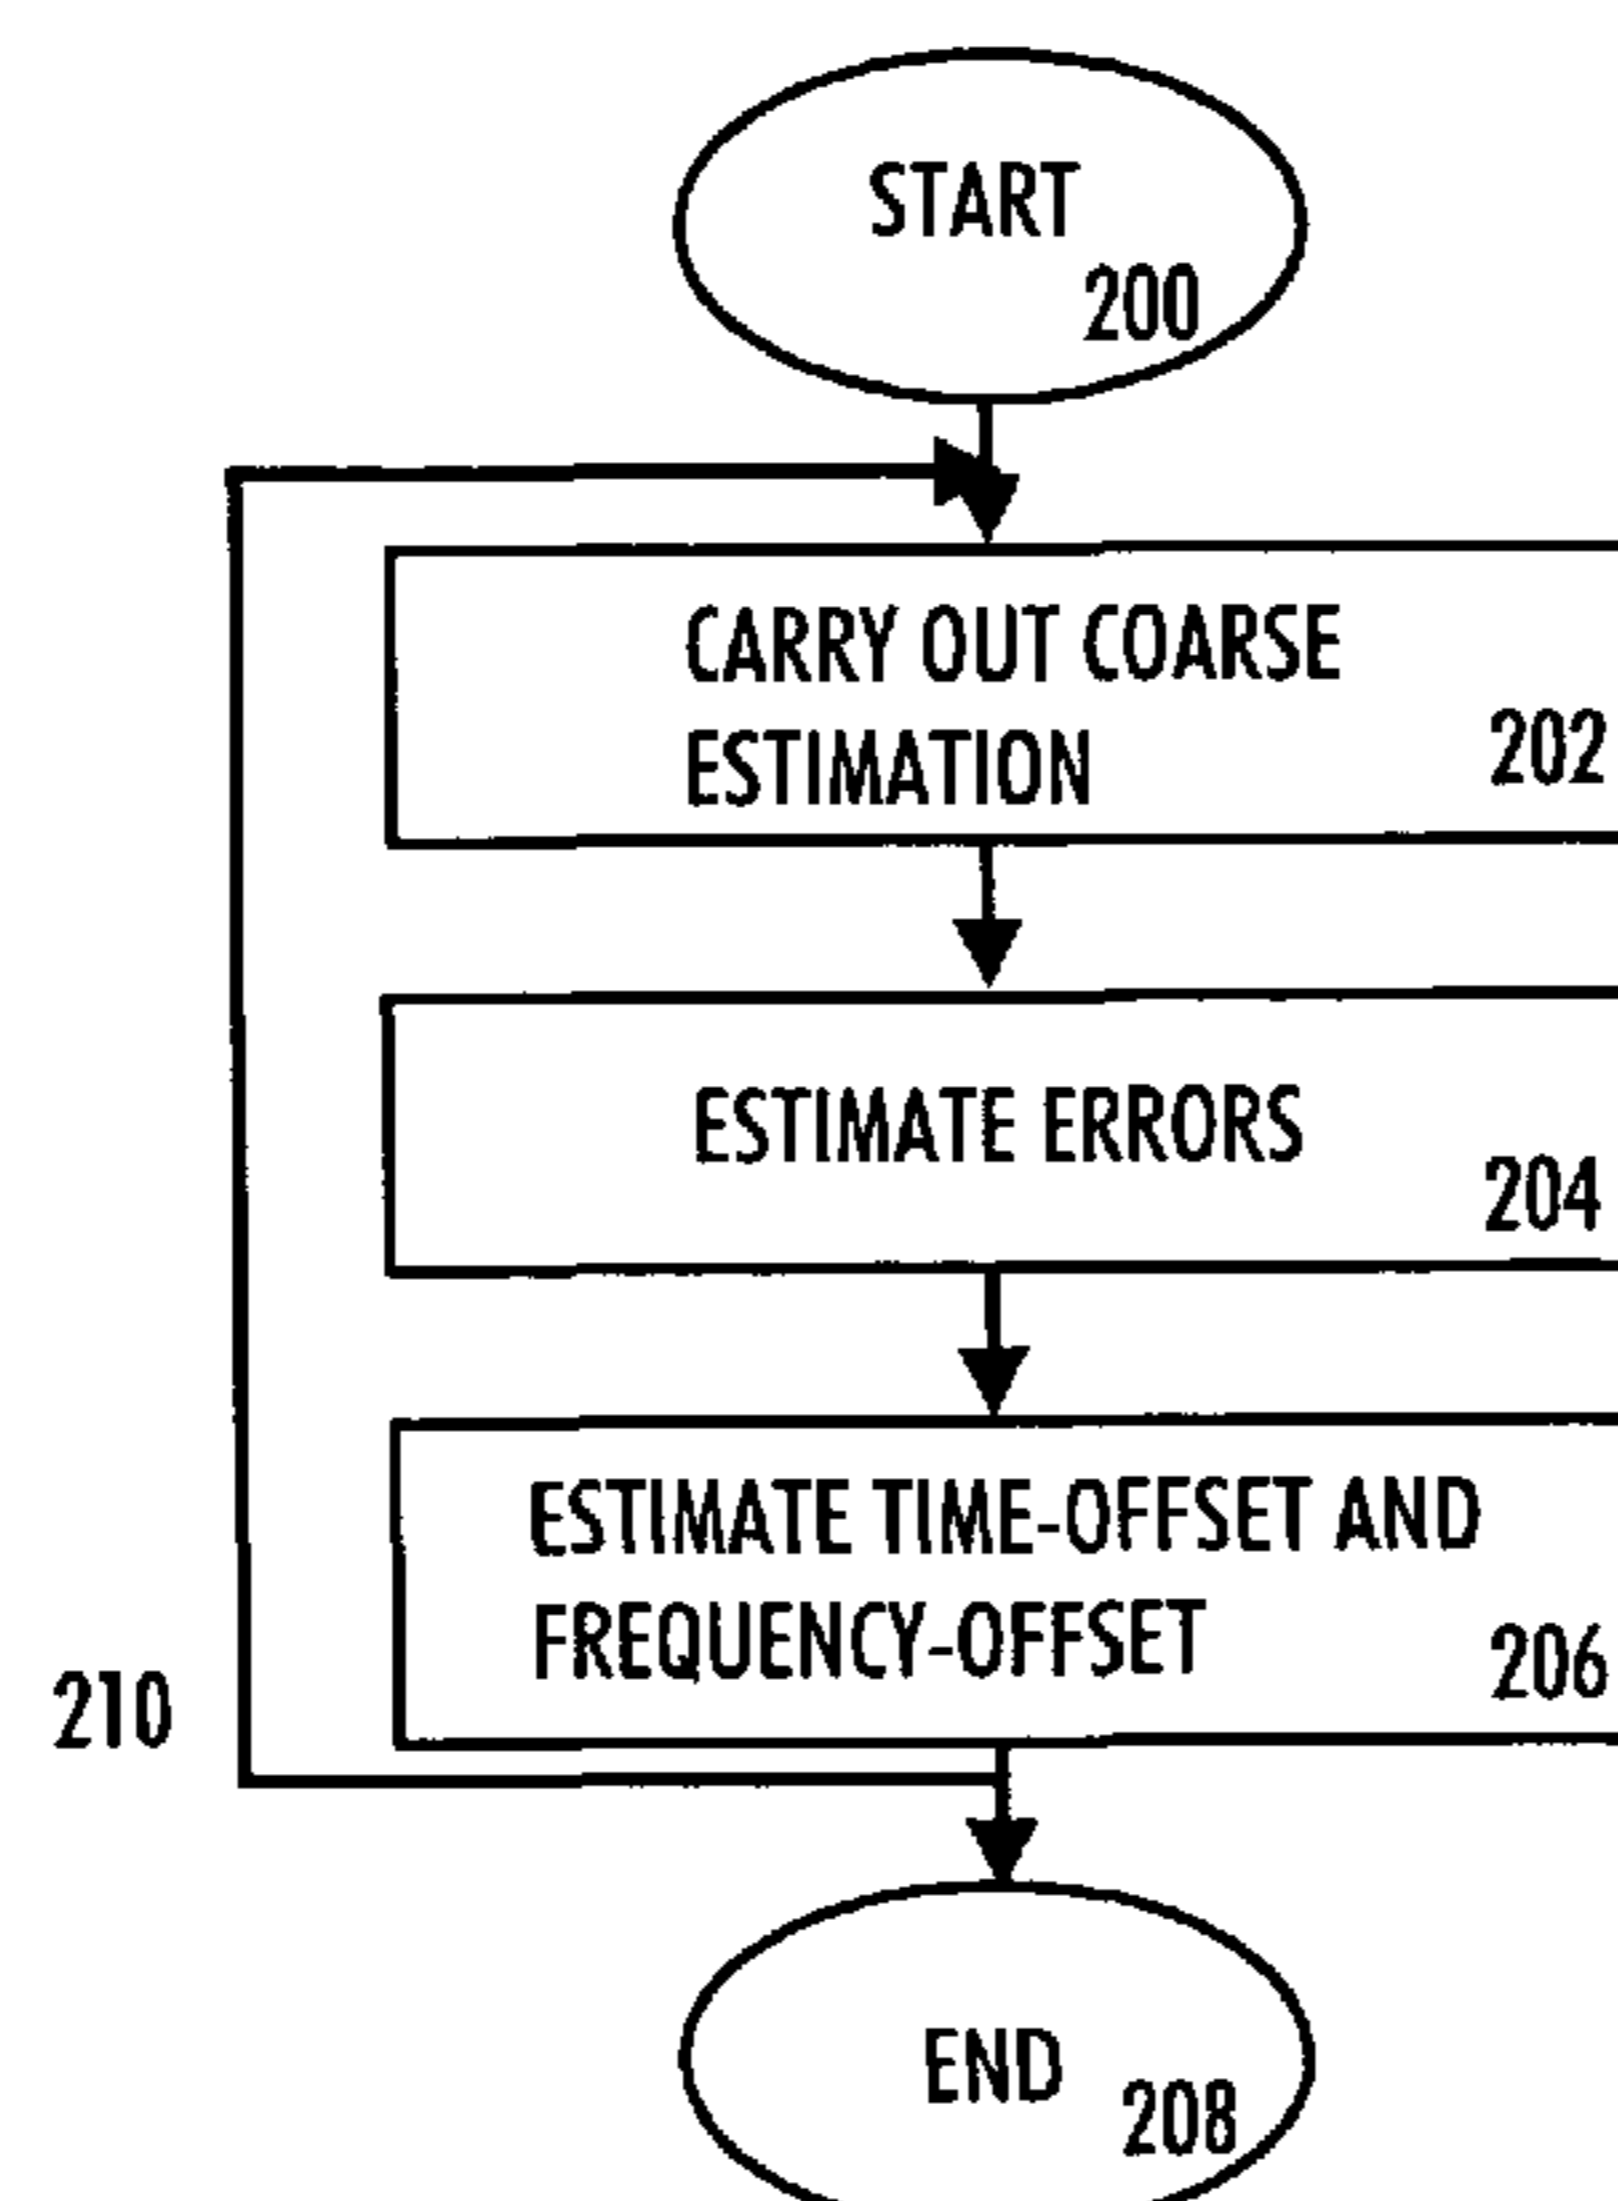 START
200
CARRY OUT COARSE
ESTIMATION
202
ESTIMATE ERRORS
204
ESTIMATE TIME-OFFSET AND
FREQUENCY-OFFSET
206
210
END
208